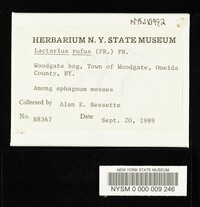 HERBARIUM N. Y. STATE MUSEUM
Lactarius rufus (FR.) FR.
Woodgate bog, Town of Woodgate, Oneida
County, NY.
Among sphagnum mosses
Collected by Alan E. Bessette
No. 88367 Date Sept. 20, 1989
NEW YORK STATE MUSEUM
NYSM 0 000 009 246